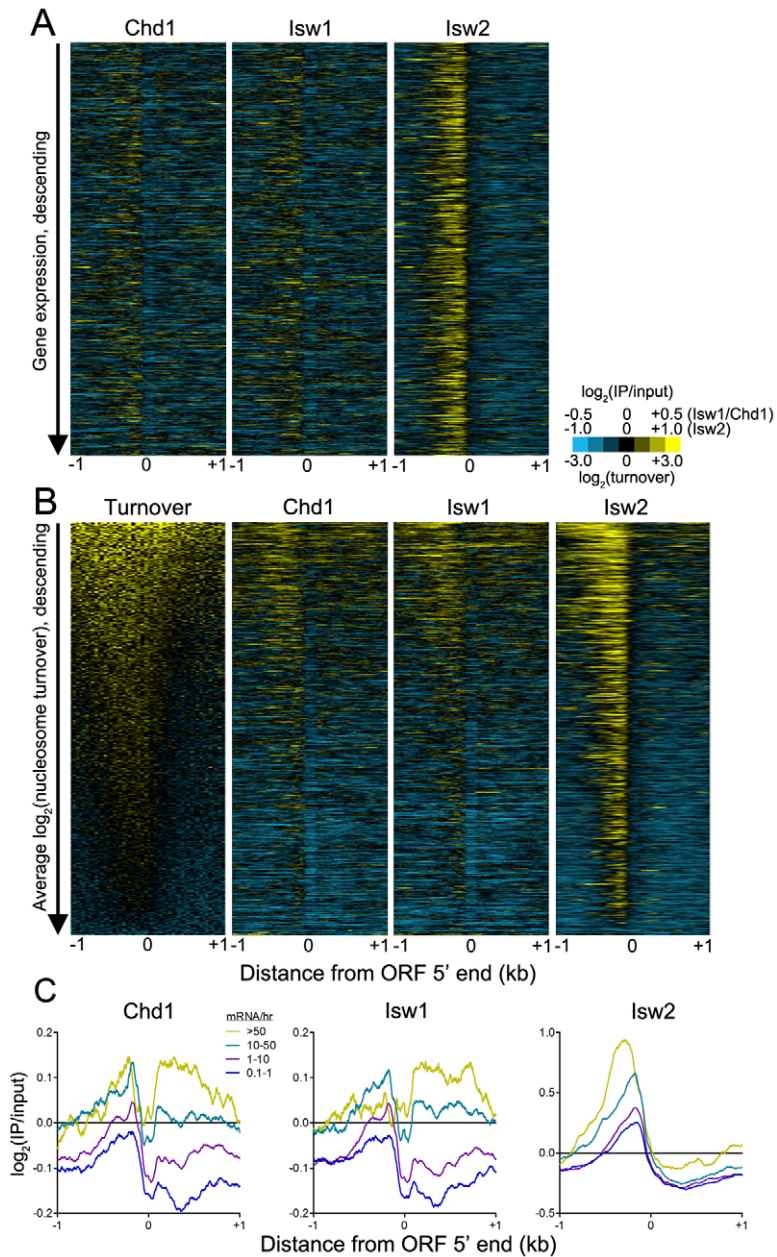 A
Chd1 Isw1 Isw2
Gene expression, descending
-1 0 +1 -1 0 +1 -1 0 +1
log2(IP/input)
-0.5 0 +0.5 (Isw1/Chd1)
-1.0 0 +1.0 (Isw2)
-3.0 0 +3.0
log2(turnover)
B
Turnover Chd1 Isw1 Isw2
Average log2(nucleosome turnover), descending
-1 0 +1 -1 0 +1 -1 0 +1 -1 0 +1
Distance from ORF 5' end (kb)
C
Chd1 Isw1 Isw2
mRNA/hr
>50
10-50
1-10
0.1-1
log2(IP/input)
0.2 0.2 1.0
0.1 0.1 0.5
0.0 0.0 0.0
-0.1 -0.1
-0.2 -0.2 -0.5
-1 0 +1 -1 0 +1 -1 0 +1
Distance from ORF 5' end (kb)